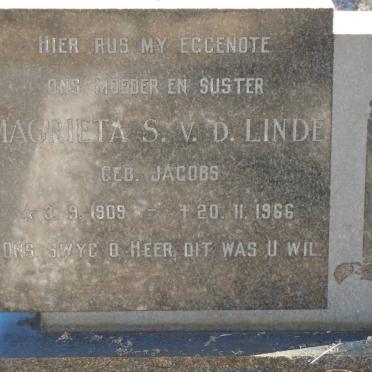 HIER RUS MY EGGENOTE
ONS MOEDER EN SUSTER
MAGRIETA S. V. D. LINDE
GEB. JACOBS
☆ 3. 9. 1909 - † 20. 11. 1966
ONS SWYG O HEER, DIT WAS U WIL.